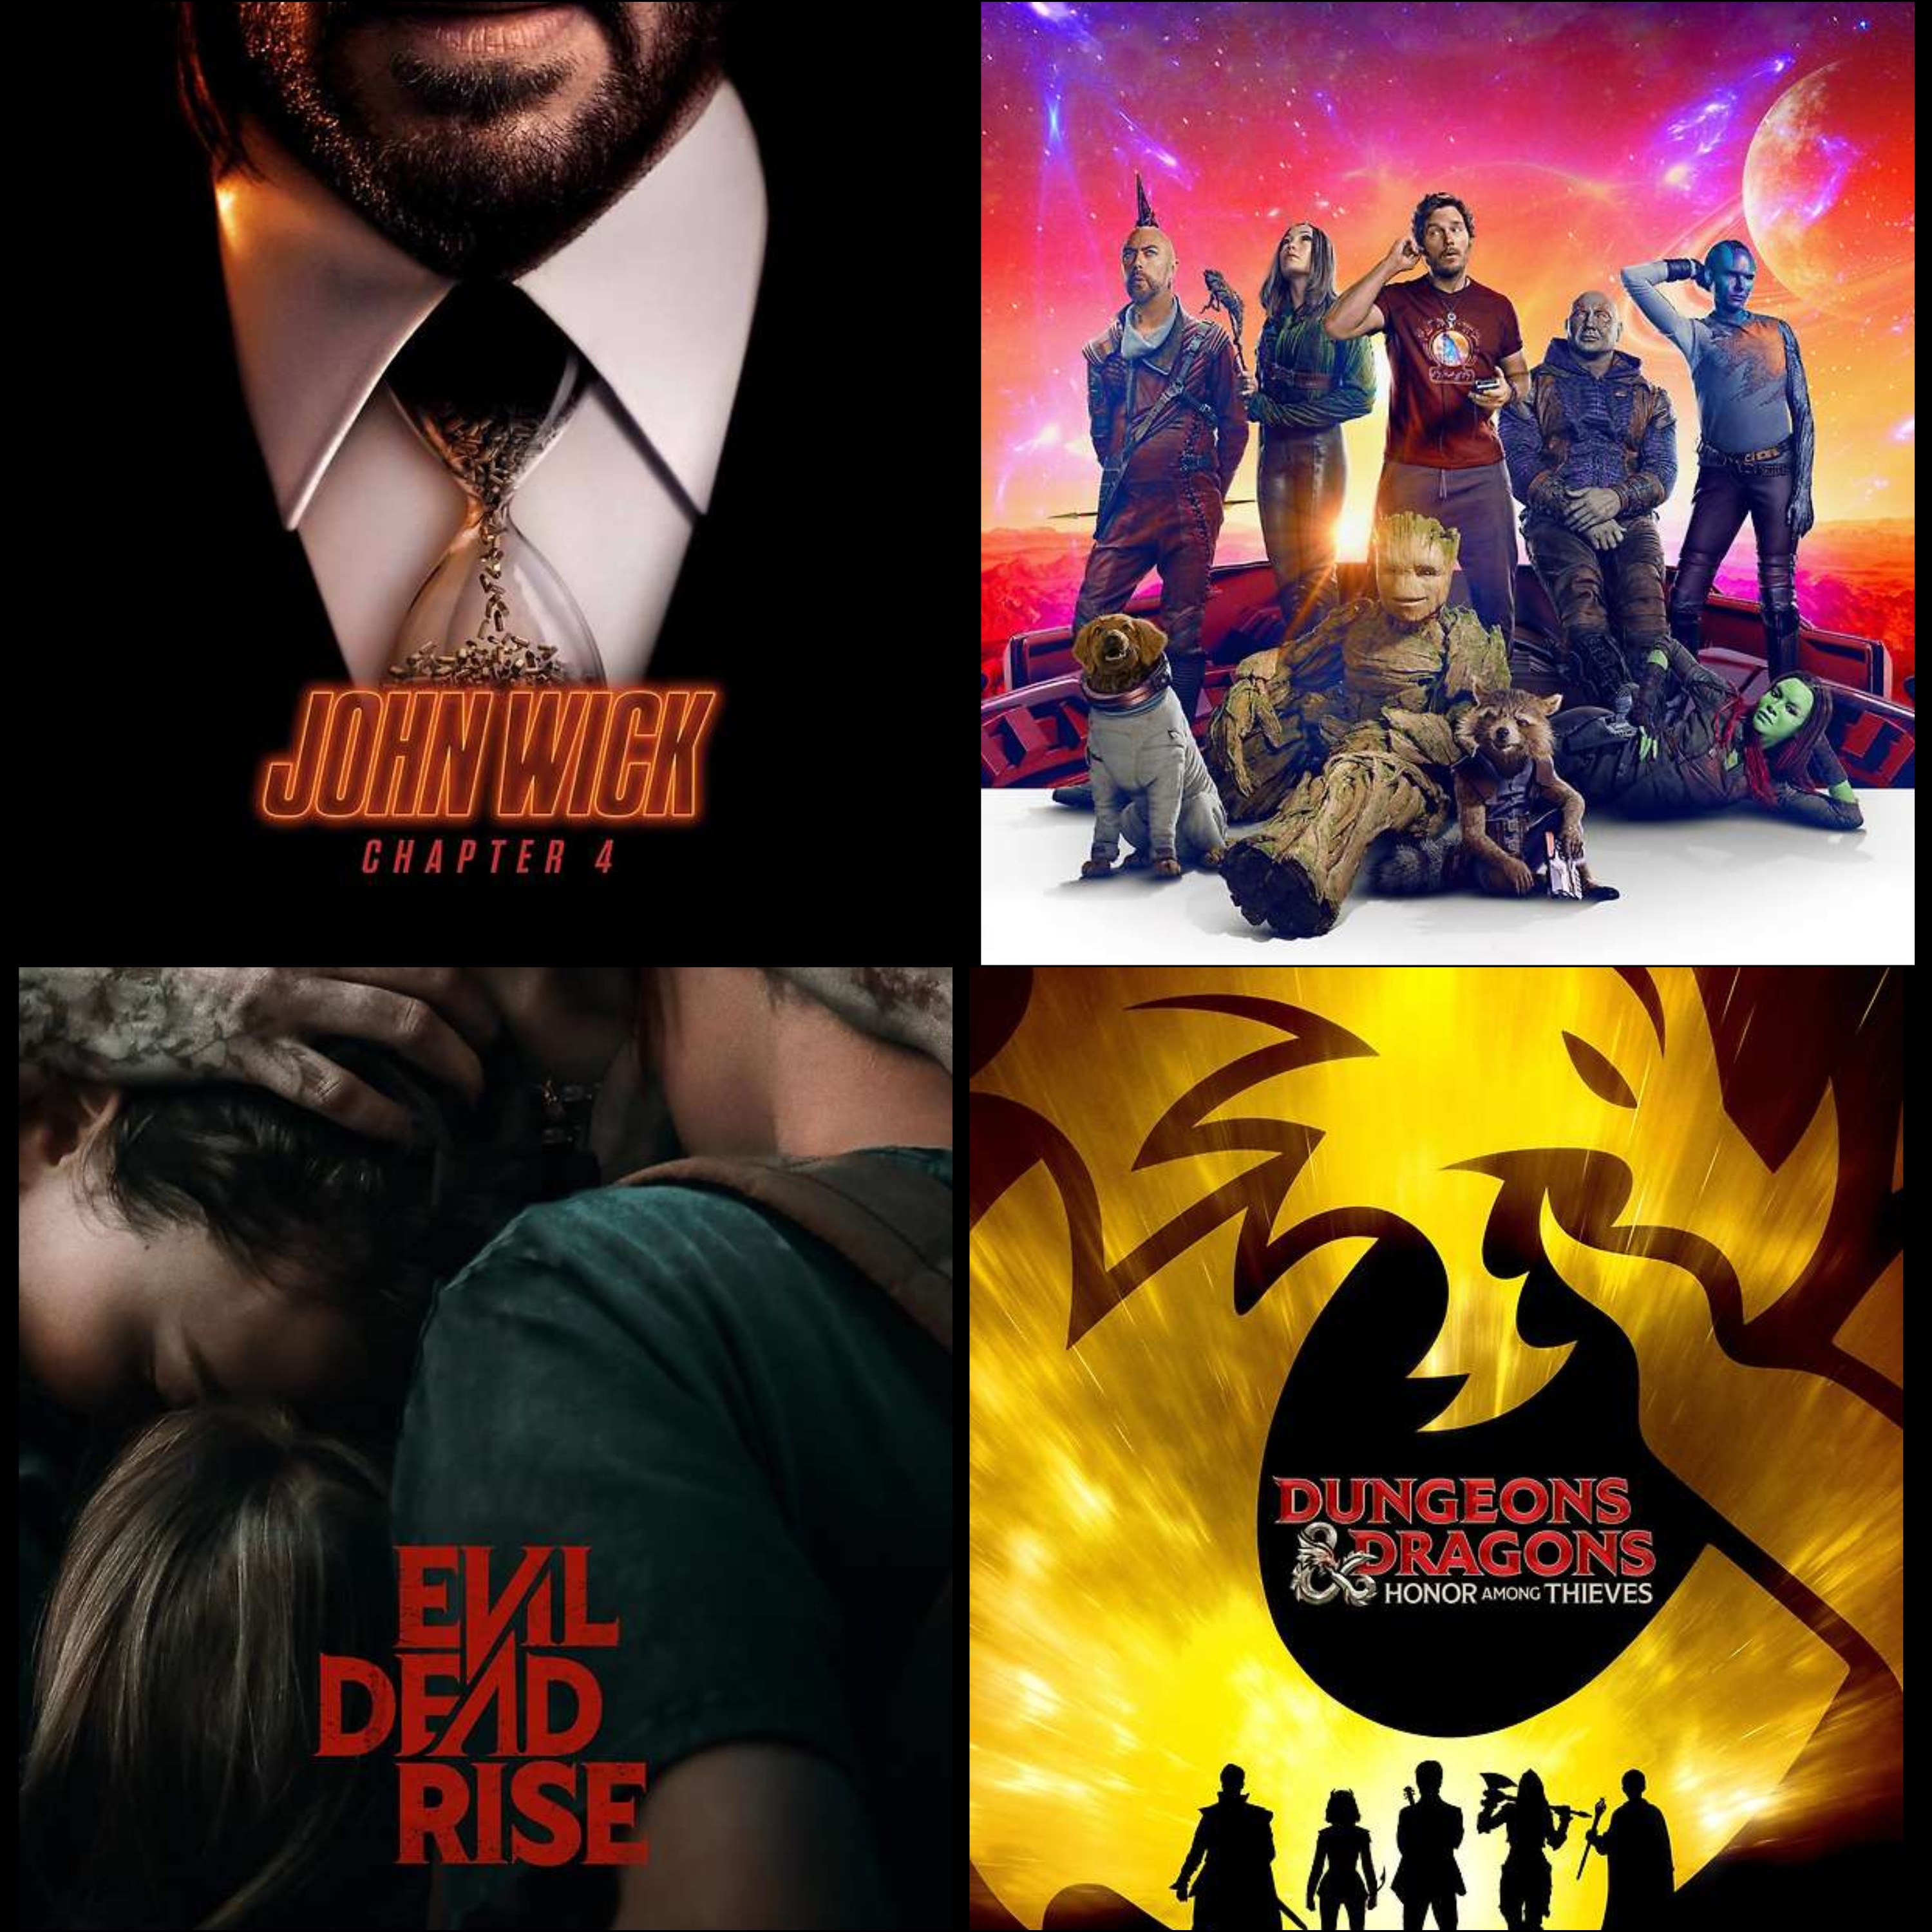 JOHN WICK
CHAPTER 4
EVIL
DEAD
RISE
DUNGEONS
& DRAGONS
HONOR AMONG THIEVES